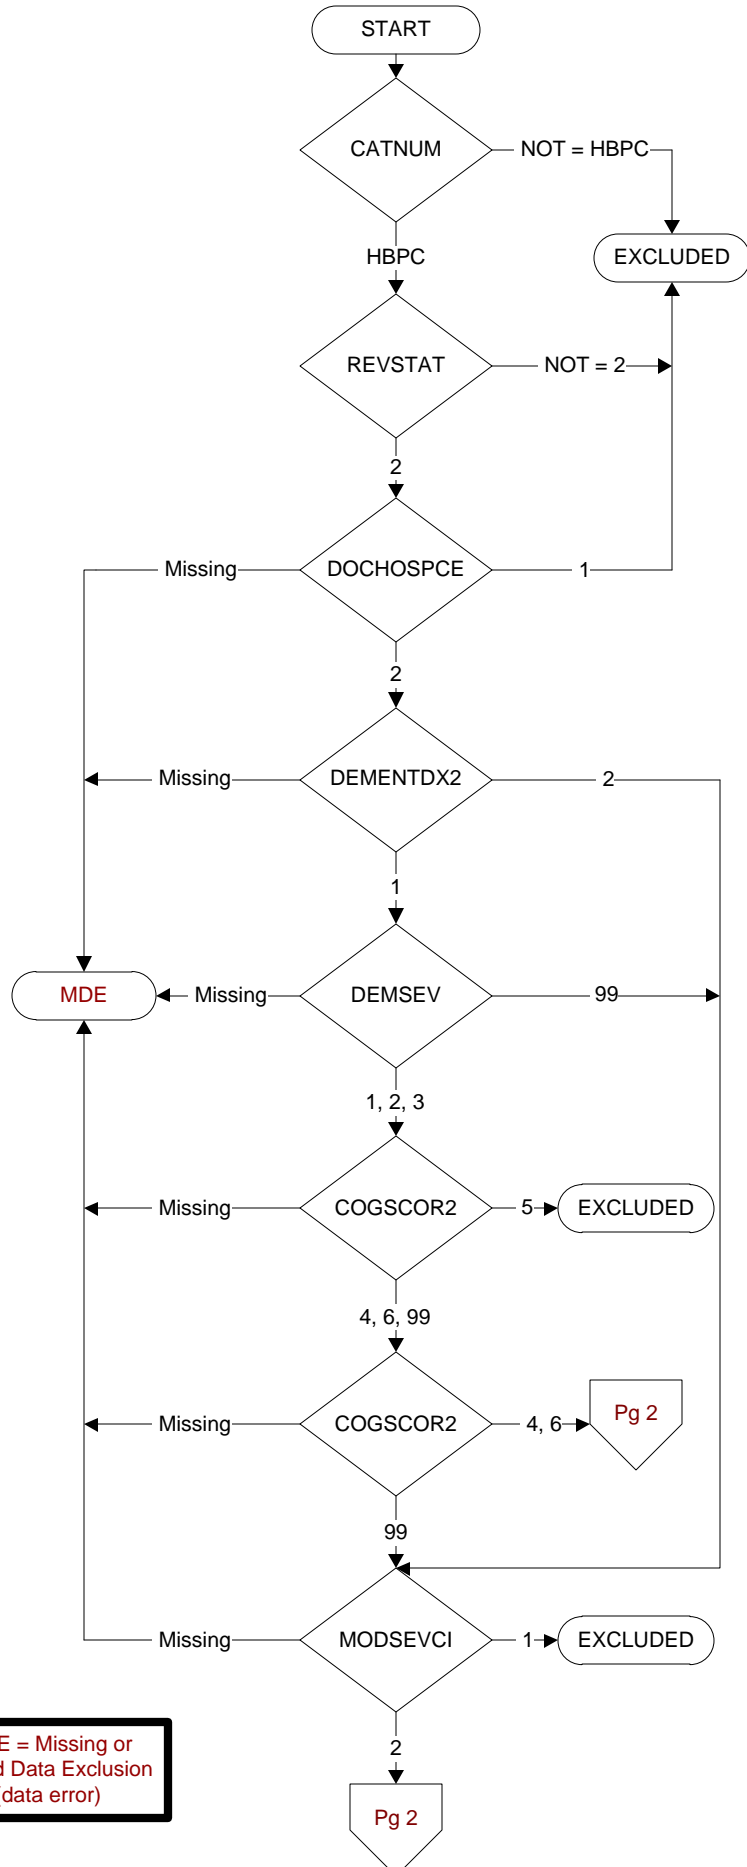 START
CATNUM
NOT = HBPC
HBPC
EXCLUDED
REVSTAT
NOT = 2
2
Missing
DOCHOSPCE
1
2
Missing
DEMENTDX2
2
1
MDE
Missing
DEMSEV
99
1, 2, 3
Missing
COGSCOR2
5
EXCLUDED
4, 6, 99
Missing
COGSCOR2
4, 6
Pg 2
99
Missing
MODSEVCI
1
EXCLUDED
2
= Missing or
Data Exclusion
data error)
Pg 2